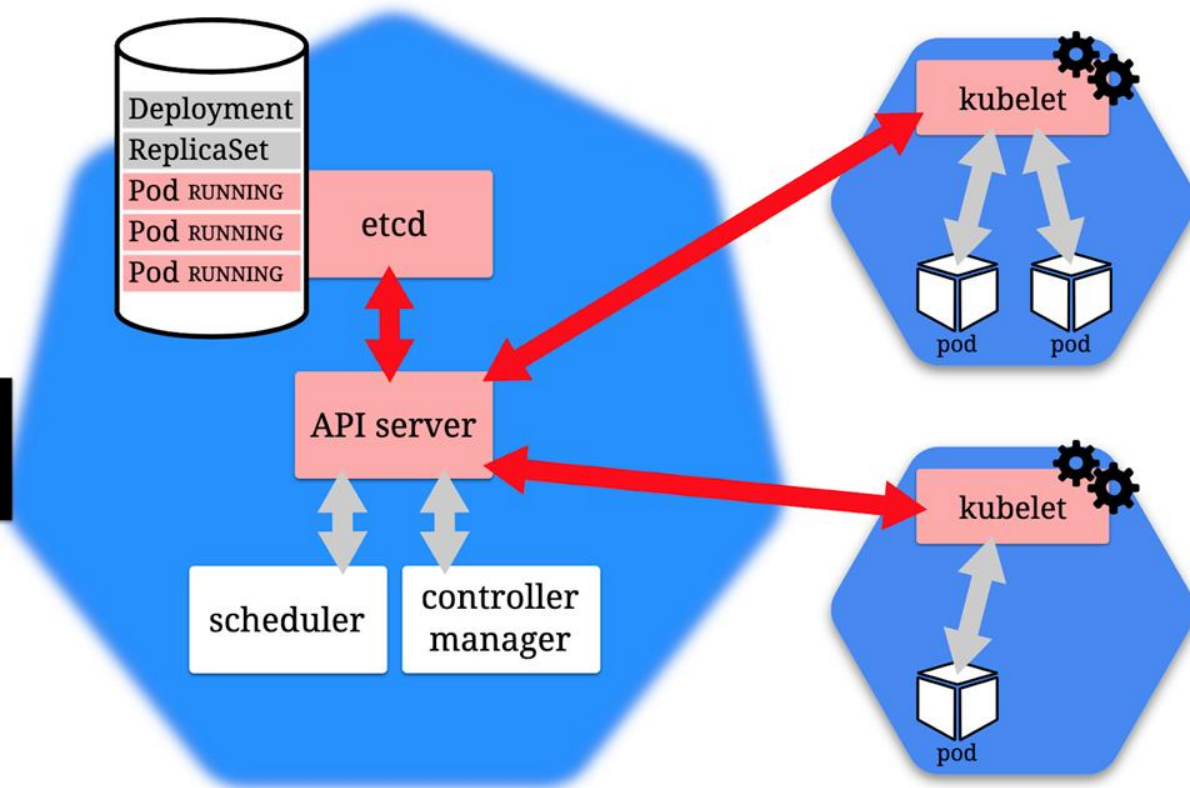 Deployment
ReplicaSet
Pod RUNNING
Pod RUNNING
Pod RUNNING
etcd
API server
scheduler
controller
manager
kubelet
pod pod
kubelet
pod